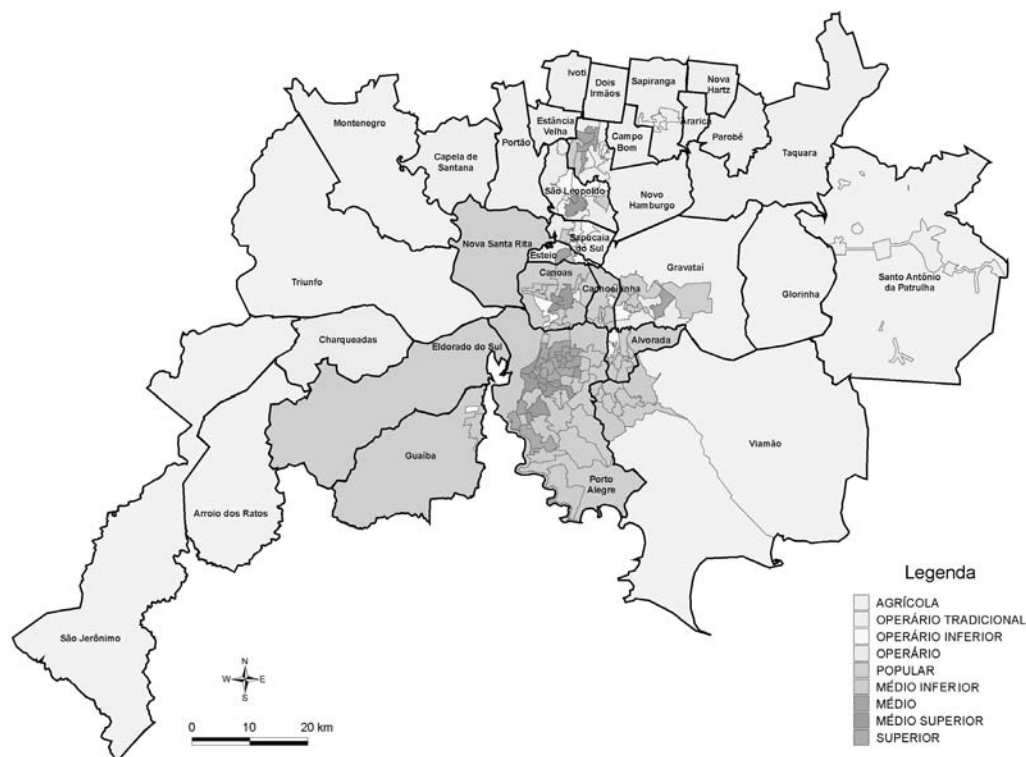 Ivoti
Dois
Irmãos
Sapiranga
Nova
Hartz
Montenegro
Estância
Velha
Araricá
Portão
Campo
Bom
Parobé
Capela de
Santana
Taquara
São Leopoldo
Novo
Hamburgo
Nova Santa Rita
Sapucaia
do Sul
Esteio
Gravataí
Canoas
Cachoeirinha
Santo Antônio
da Patrulha
Triunfo
Glorinha
Charqueadas
Eldorado do Sul
Alvorada
Viamão
Guaíba
Porto
Alegre
Arroio dos Ratos
São Jerônimo
N
W
E
S
0 10 20 km
Legenda
AGRÍCOLA
OPERÁRIO TRADICIONAL
OPERÁRIO INFERIOR
OPERÁRIO
POPULAR
MÉDIO INFERIOR
MÉDIO
MÉDIO SUPERIOR
SUPERIOR